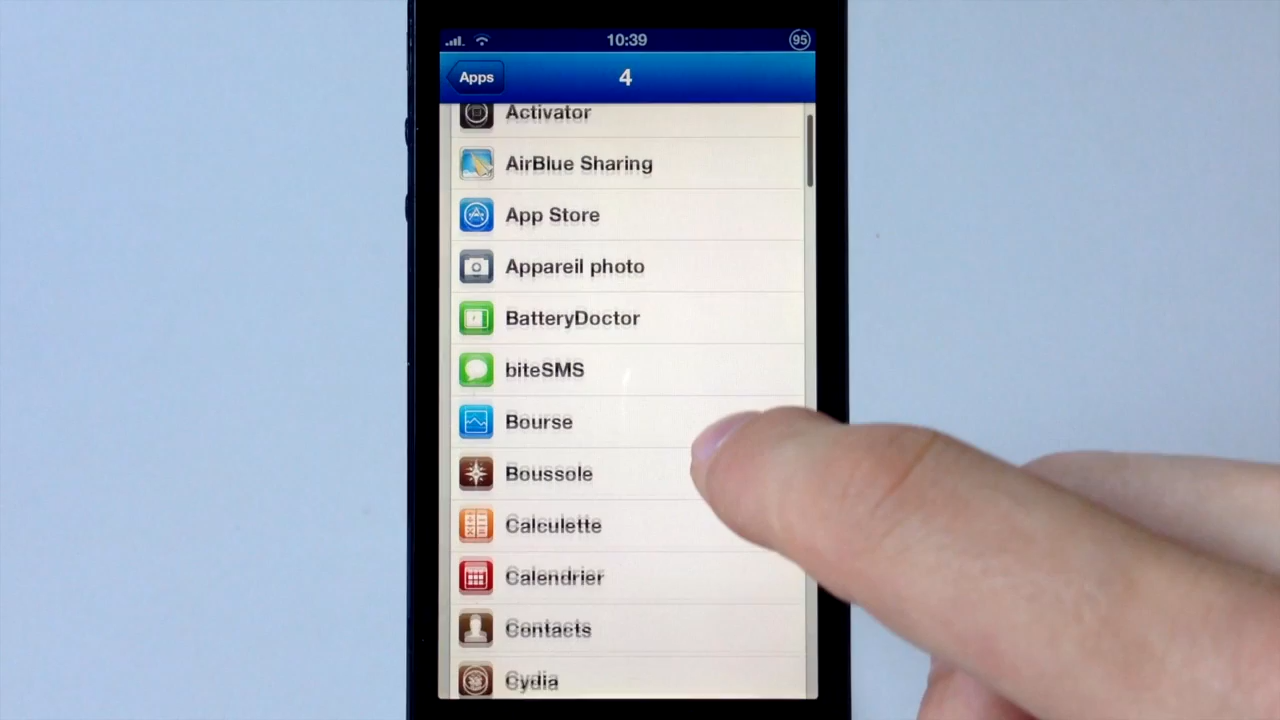 10:39
95
Apps
4
Activator
AirBlue Sharing
App Store
Appareil photo
BatteryDoctor
biteSMS
Bourse
Boussole
Calculette
Calendrier
Contacts
Cydia